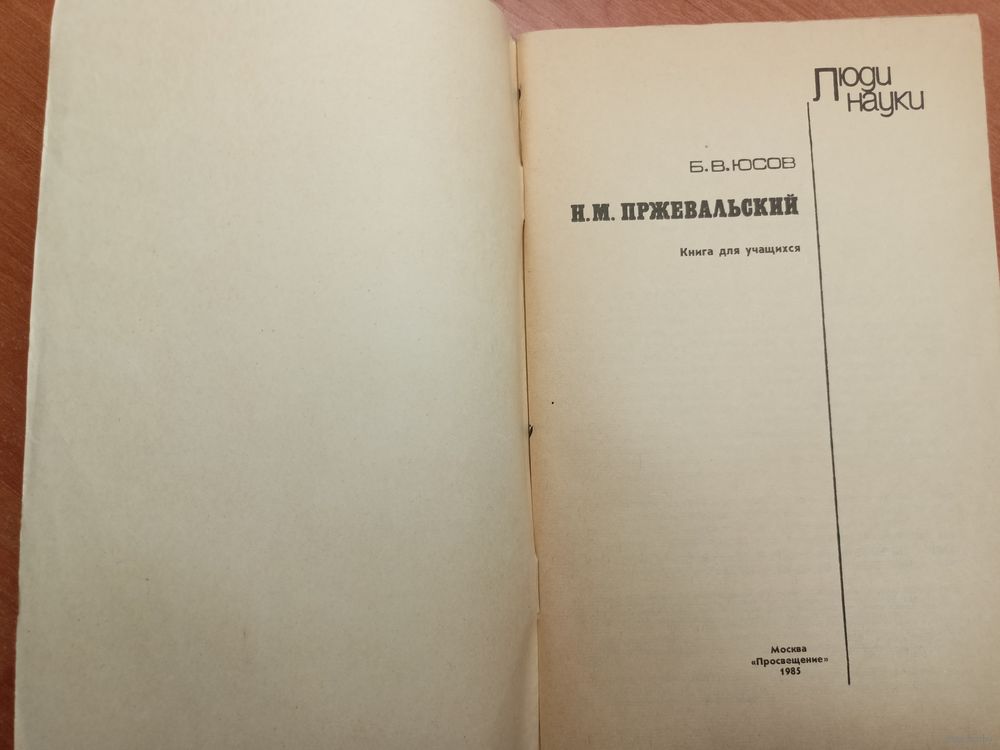 Люди
науки
Б. В. ЮСОВ
Н. М. ПРЖЕВАЛЬСКИЙ
Книга для учащихся
Москва
«Просвещение»
1985